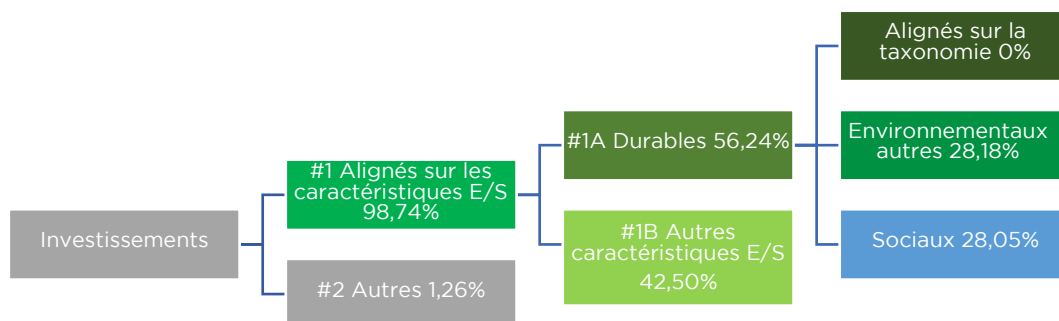 Investissements
#1 Alignés sur les
caractéristiques E/S
98,74%
#2 Autres 1,26%
#1A Durables 56,24%
#1B Autres
caractéristiques E/S
42,50%
Alignés sur la
taxonomie 0%
Environnementaux
autres 28,18%
Sociaux 28,05%